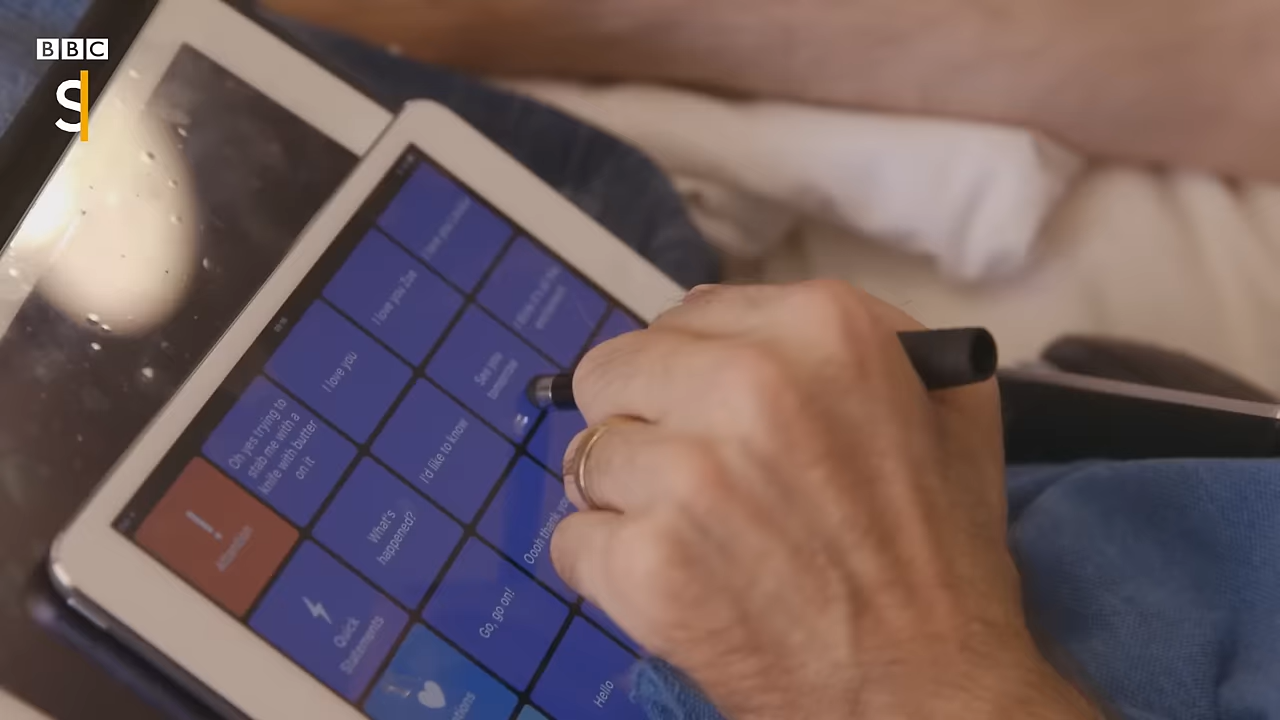 BBC
S
I love you Zoe
I love you
See you
tomorrow
Oh yes trying to
stab me with a
knife with butter
on it
I'd like to know
Attention
What's
happened?
Oooh thank you
Quick
Statements
Go, go on!
Hello